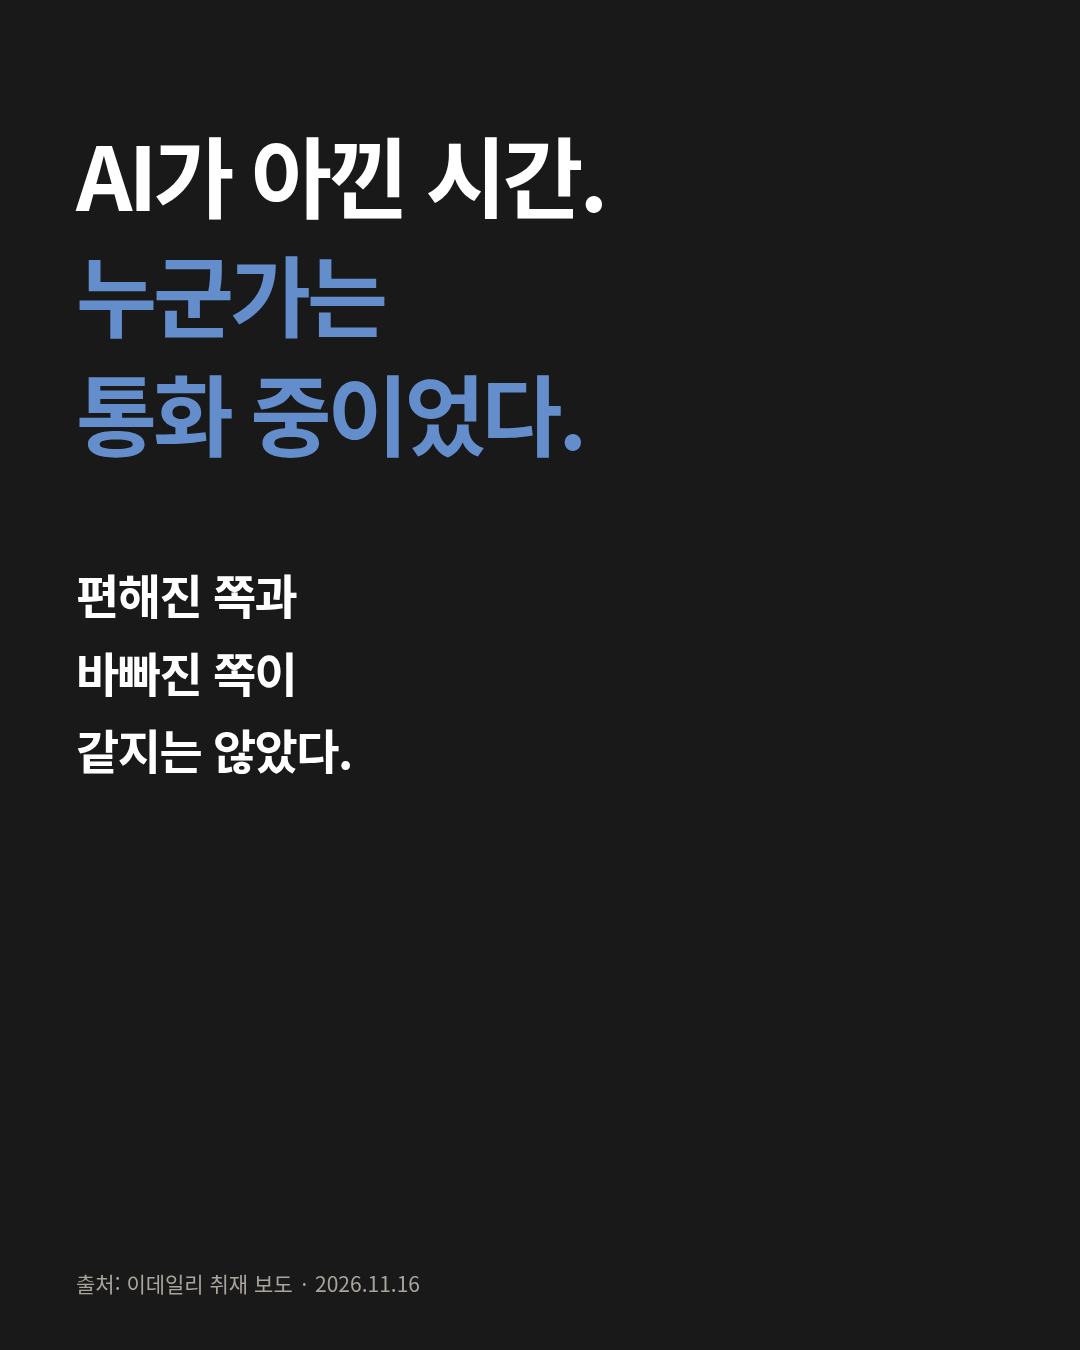 AI가 아낀 시간.
누군가는
통화 중이었다.
편해진 쪽과
바빠진 쪽이
같지는 않았다.
출처: 이데일리 취재 보도 · 2026.11.16